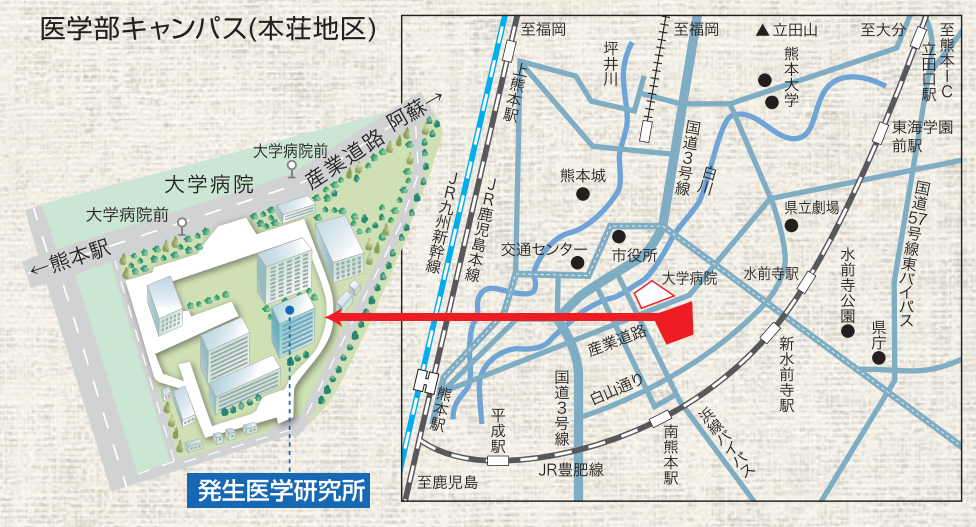 医学部キャンパス(本荘地区)
大学病院前
産業道路 阿蘇→
大学病院
大学病院前
←熊本駅
発生医学研究所
至福岡
至福岡
立田山
至大分
至熊本IC
坪井川
熊本大学
立田口駅
上熊本駅
東海学園前駅
国道3号線
白川
熊本城
JR九州新幹線
JR鹿児島本線
国道57号線東バイパス
県立劇場
交通センター
市役所
大学病院
水前寺駅
水前寺公園
県庁
産業道路
新水前寺駅
白山通り
国道3号線
熊本駅
平成駅
南熊本駅
浜線バイパス
JR豊肥線
至鹿児島